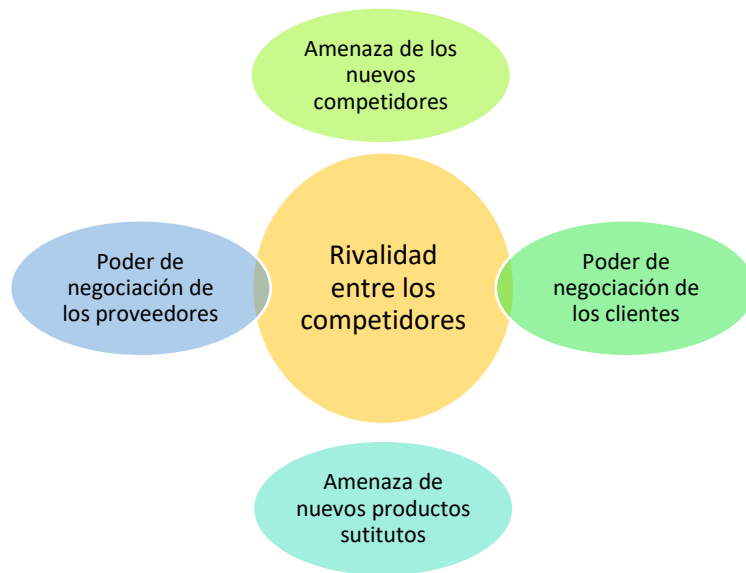 Amenaza de los
nuevos
competidores
Poder de
negociación de
los proveedores
Rivalidad
entre los
competidores
Poder de
negociación de
los clientes
Amenaza de
nuevos productos
sutitutos